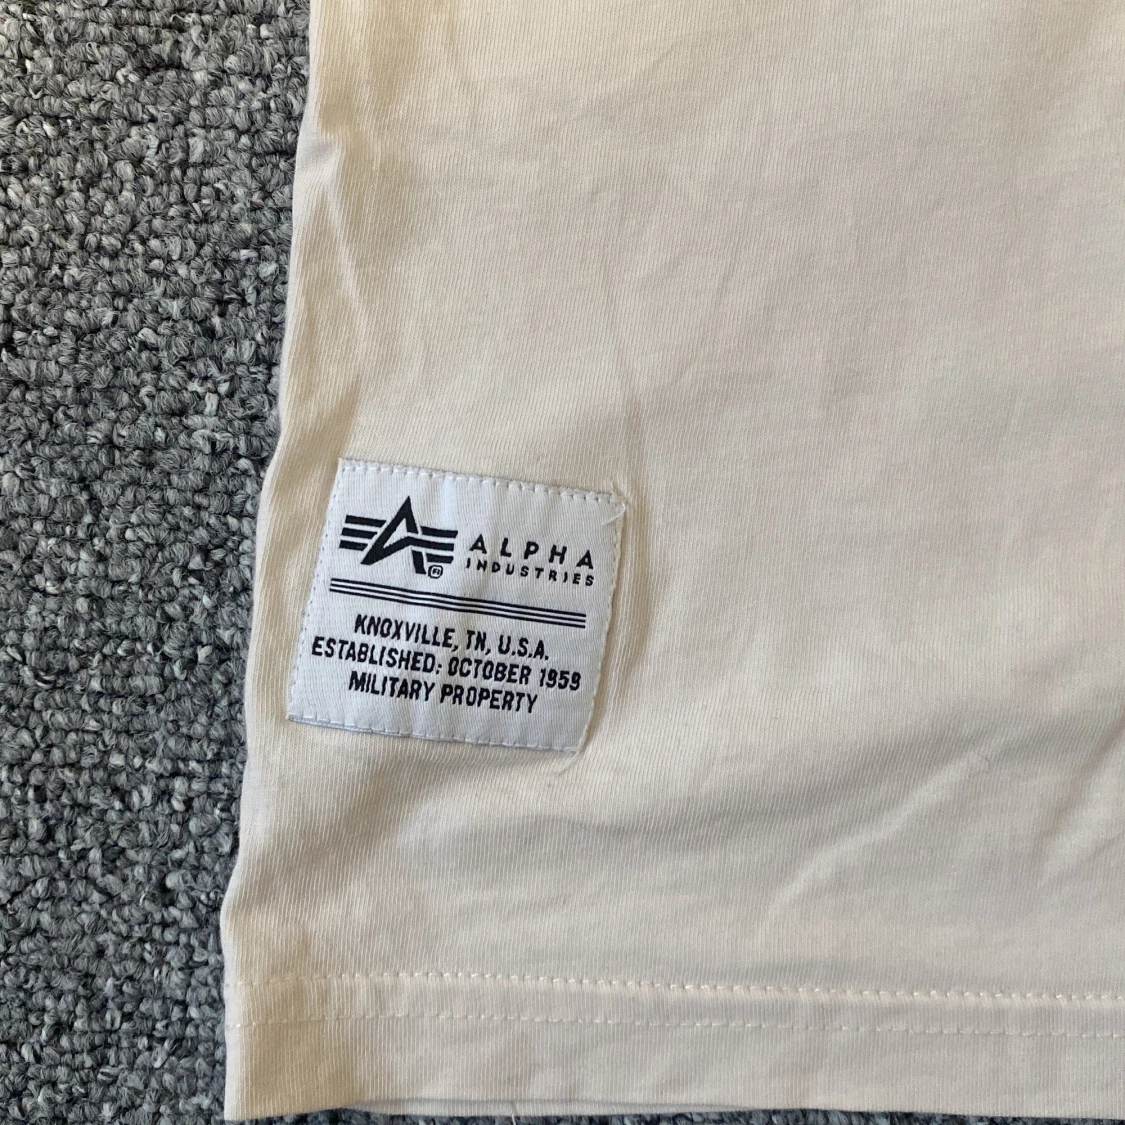 ALPHA
INDUSTRIES
KNOXVILLE, TN, U.S.A.
ESTABLISHED: OCTOBER 1959
MILITARY PROPERTY